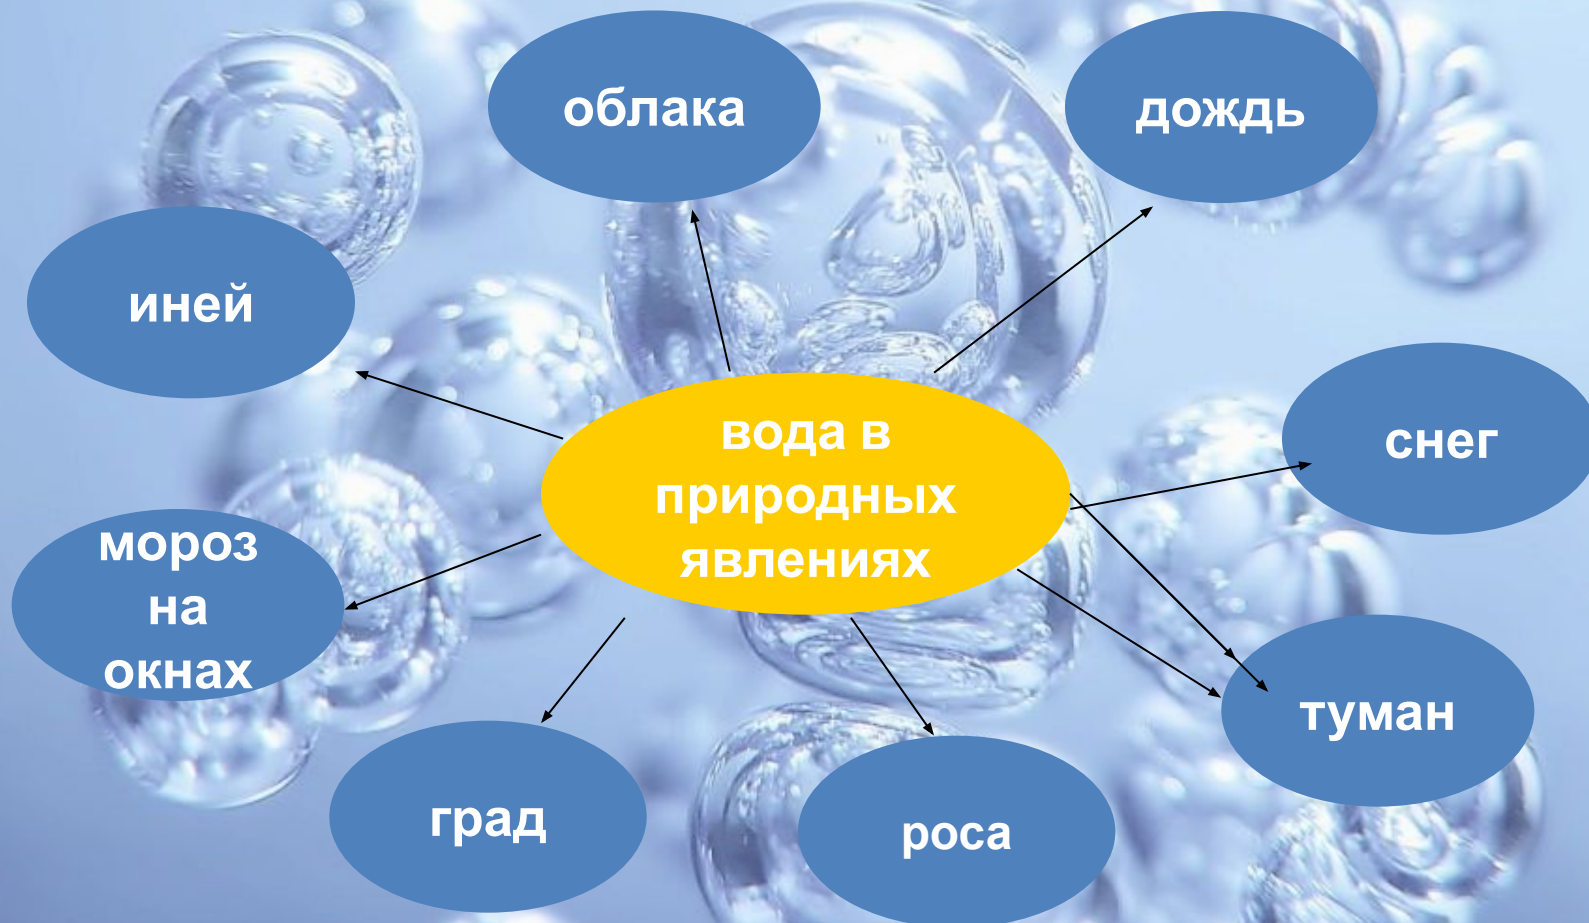 облака
дождь
иней
вода в
природных
явлениях
снег
мороз
на
окнах
туман
град
роса